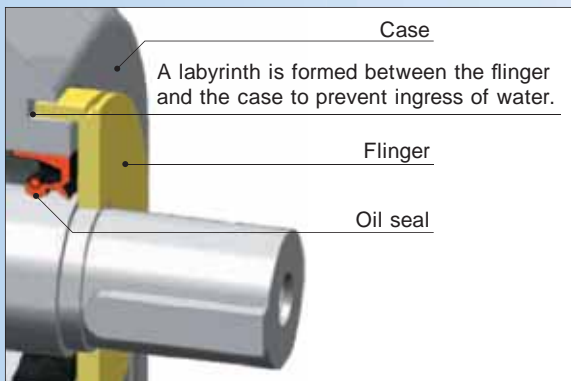 Case
A labyrinth is formed between the flinger
and the case to prevent ingress of water.
Flinger
Oil seal